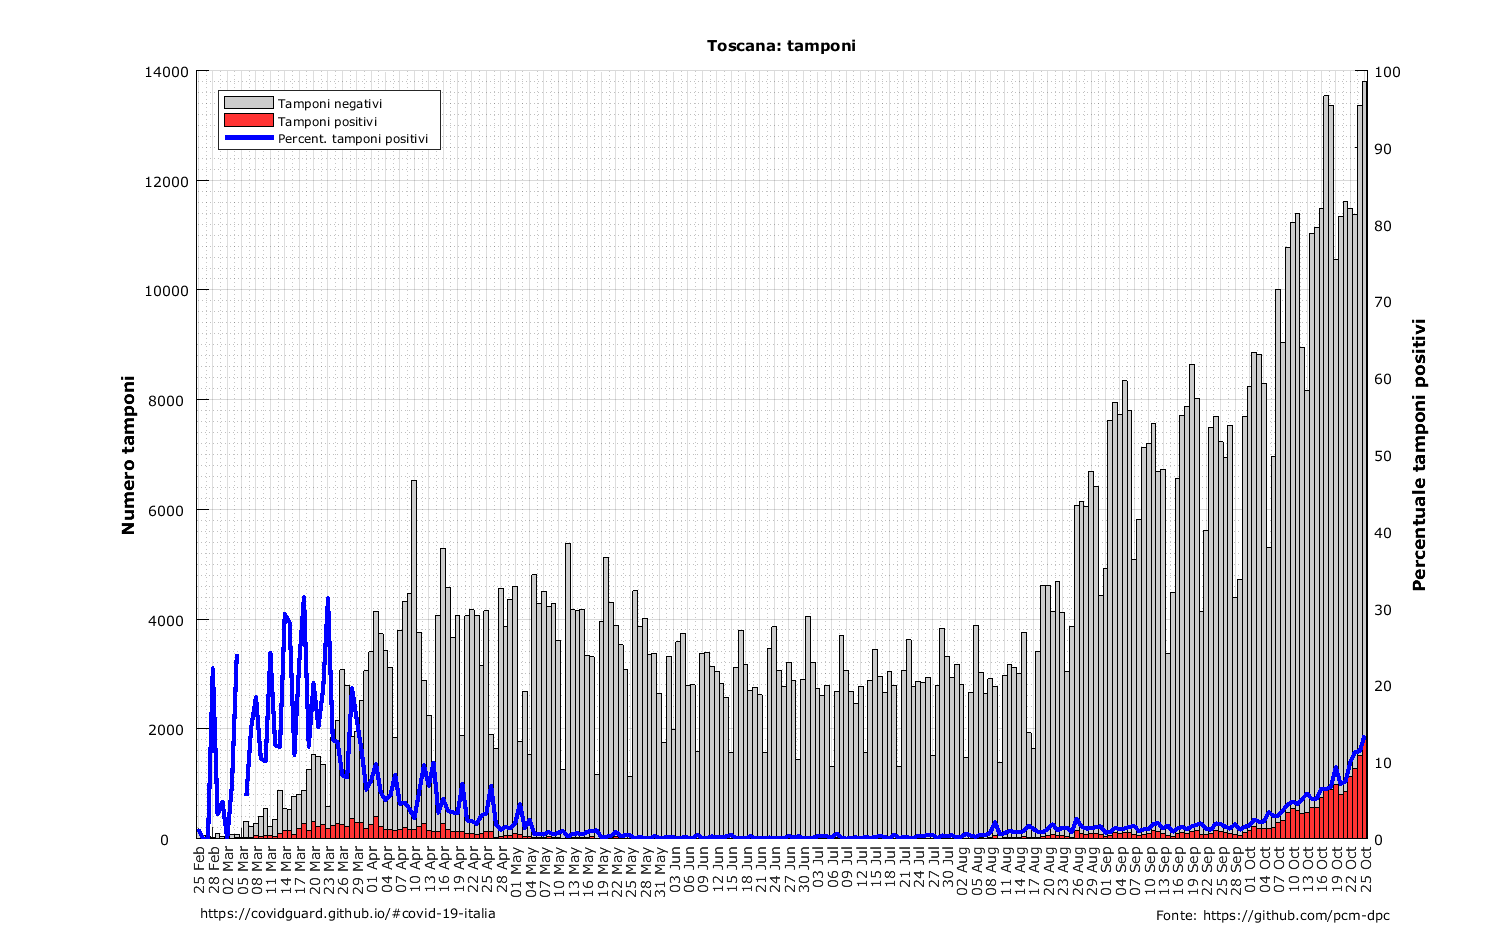 Toscana: tamponi
Tamponi negativi
Tamponi positivi
Percent. tamponi positivi
Numero tamponi
14000
12000
10000
8000
6000
4000
2000
0
Percentuale tamponi positivi
100
90
80
70
60
50
40
30
20
10
0
25 Feb
28 Feb
02 Mar
05 Mar
08 Mar
11 Mar
14 Mar
17 Mar
20 Mar
23 Mar
26 Mar
29 Mar
01 Apr
04 Apr
07 Apr
10 Apr
13 Apr
16 Apr
19 Apr
22 Apr
25 Apr
28 Apr
01 May
04 May
07 May
10 May
13 May
16 May
19 May
22 May
25 May
28 May
31 May
03 Jun
06 Jun
09 Jun
12 Jun
15 Jun
18 Jun
21 Jun
24 Jun
27 Jun
30 Jun
03 Jul
06 Jul
09 Jul
12 Jul
15 Jul
18 Jul
21 Jul
24 Jul
27 Jul
30 Jul
02 Aug
05 Aug
08 Aug
11 Aug
14 Aug
17 Aug
20 Aug
23 Aug
26 Aug
29 Aug
01 Sep
04 Sep
07 Sep
10 Sep
13 Sep
16 Sep
19 Sep
22 Sep
25 Sep
28 Sep
01 Oct
04 Oct
07 Oct
10 Oct
13 Oct
16 Oct
19 Oct
22 Oct
25 Oct
https://covidguard.github.io/#covid-19-italia
Fonte: https://github.com/pcm-dpc